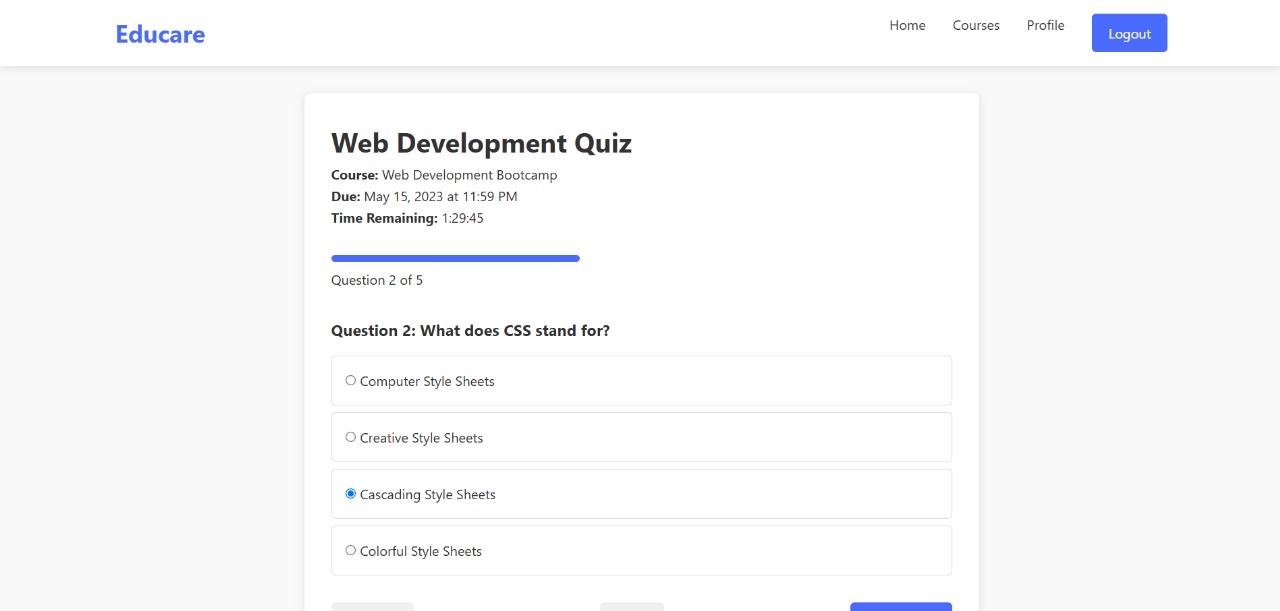 Educare
Home Courses Profile Logout
Web Development Quiz
Course: Web Development Bootcamp
Due: May 15, 2023 at 11:59 PM
Time Remaining: 1:29:45
Question 2 of 5
Question 2: What does CSS stand for?
Computer Style Sheets
Creative Style Sheets
Cascading Style Sheets
Colorful Style Sheets